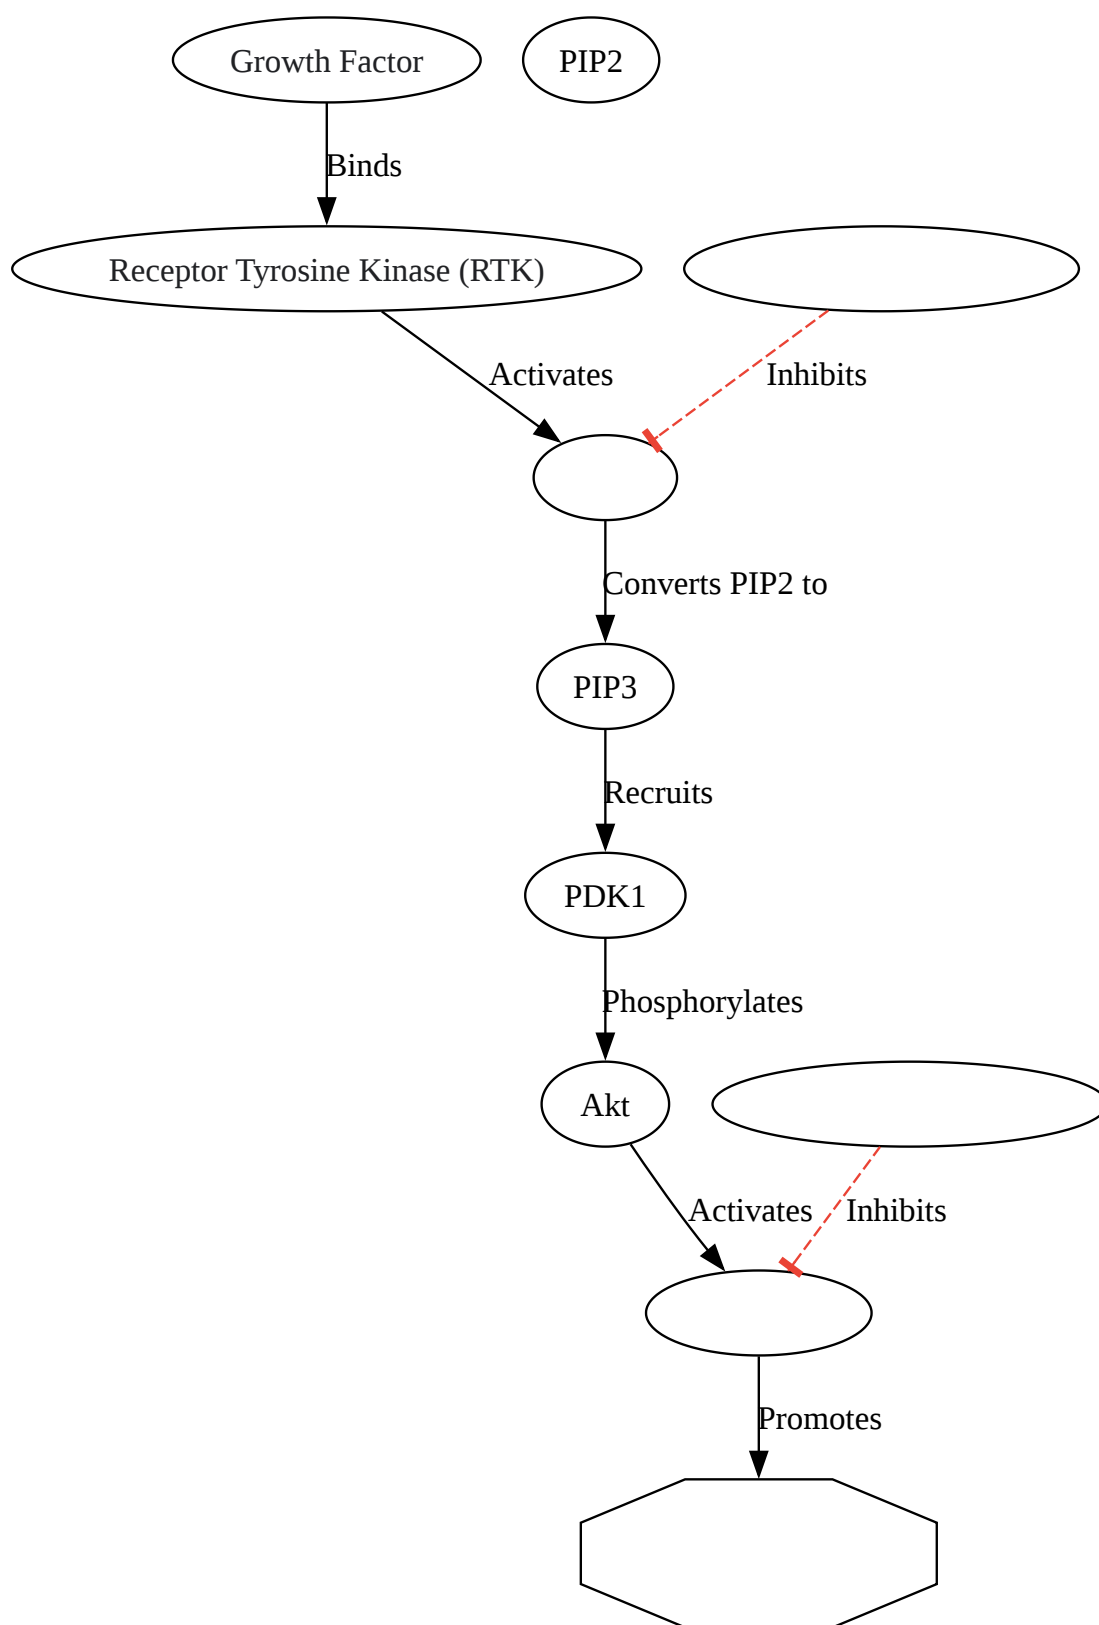 Growth Factor
PIP2
Binds
Receptor Tyrosine Kinase (RTK)
Activates
Inhibits
Converts PIP2 to
PIP3
Recruits
PDK1
Phosphorylates
Akt
Activates
Inhibits
Promotes